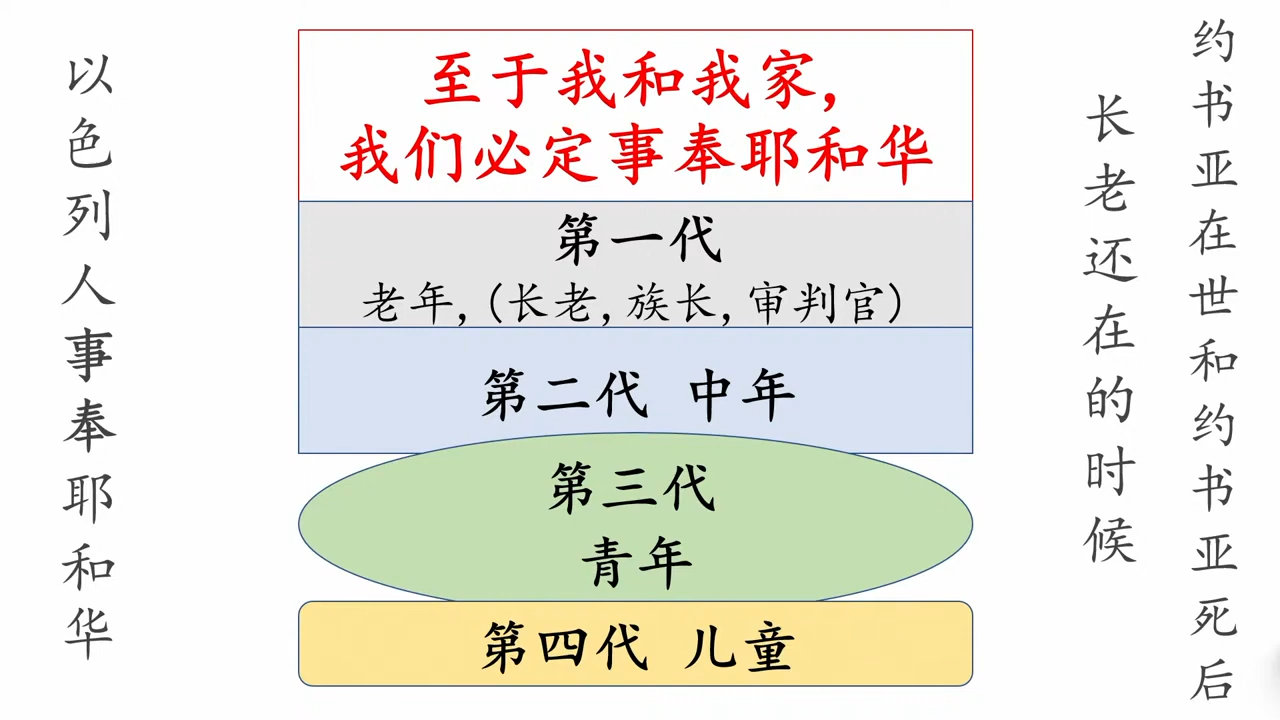 约书亚在世和约书亚死后
长老还在的时候
至于我和我家,
我们必定事奉耶和华
第一代
老年, (长老, 族长, 审判官)
第二代 中年
第三代
青年
第四代 儿童
以色列人事奉耶和华